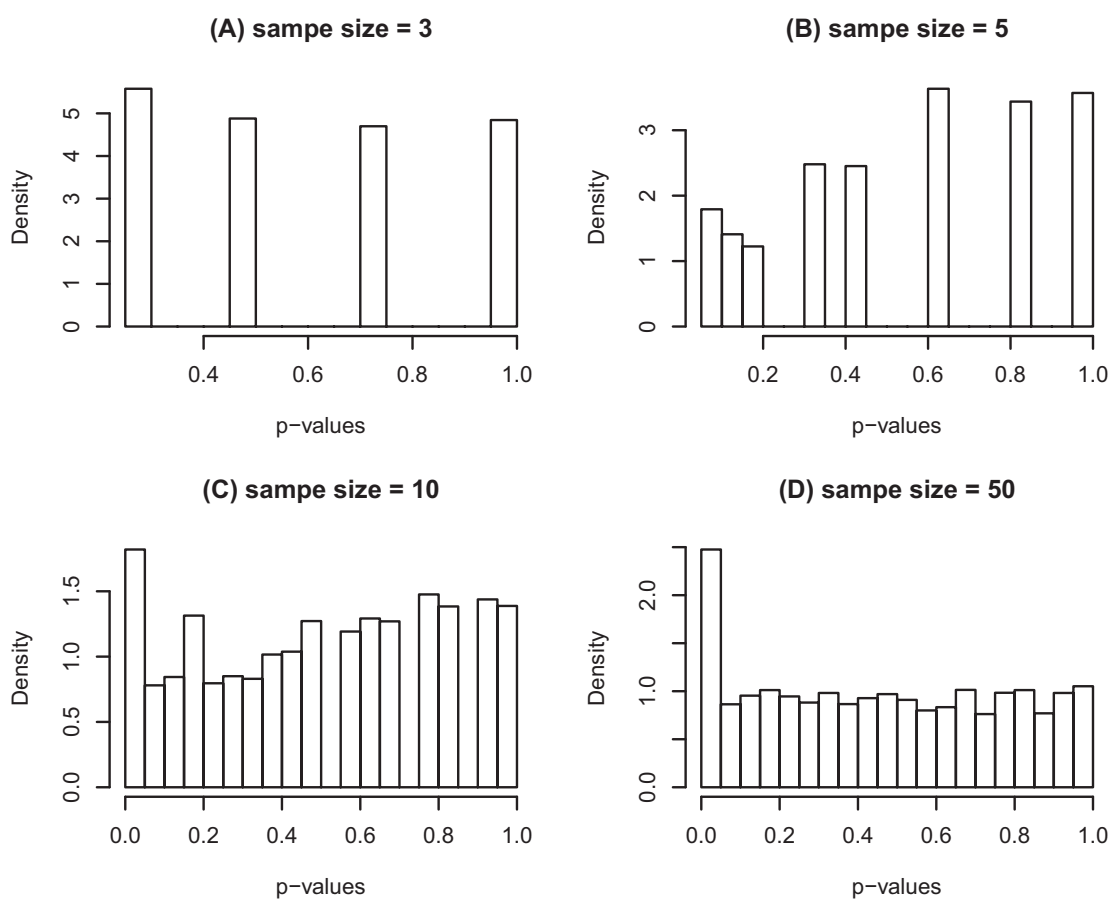 (A) sampe size = 3
Density
0
1
2
3
4
5
0.4 0.6 0.8 1.0
p−values
(B) sampe size = 5
Density
0
1
2
3
0.2 0.4 0.6 0.8 1.0
p−values
(C) sampe size = 10
Density
0.0
0.5
1.0
1.5
0.0 0.2 0.4 0.6 0.8 1.0
p−values
(D) sampe size = 50
Density
0.0
1.0
2.0
0.0 0.2 0.4 0.6 0.8 1.0
p−values